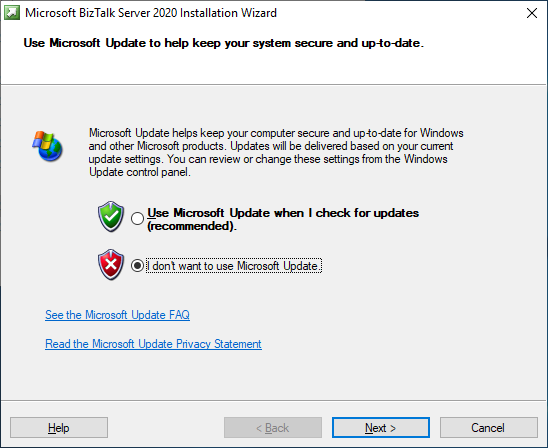 Microsoft BizTalk Server 2020 Installation Wizard
Use Microsoft Update to help keep your system secure and up-to-date.
Microsoft Update helps keep your computer secure and up-to-date for Windows
and other Microsoft products. Updates will be delivered based on your current
update settings. You can review or change these settings from the Windows
Update control panel.
Use Microsoft Update when I check for updates
(recommended).
I don't want to use Microsoft Update.
See the Microsoft Update FAQ
Read the Microsoft Update Privacy Statement
Help
< Back
Next >
Cancel